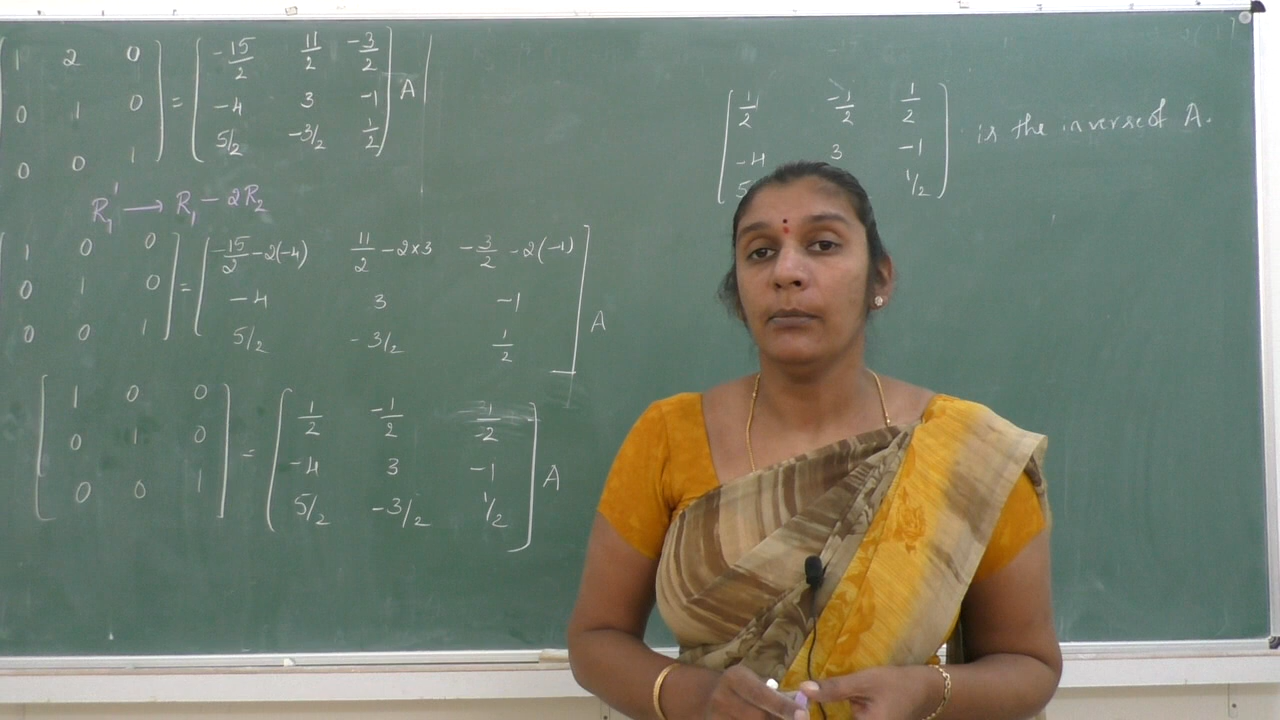 1 2 0 = -15/2 11/2 -3/2 A
0 1 0 -4 3 -1
0 0 1 5/2 -3/2 1/2
R₁' → R₁ - 2R₂
1 0 0 = -15/2 -2(-4) 11/2 -2×3 -3/2 -2(-1) A
0 1 0 -4 3 -1
0 0 1 5/2 -3/2 1/2
1 0 0 = 1/2 -1/2 A
0 1 0 -4 3 -1
0 0 1 5/2 -3/2 1/2
1/2 -1/2 1/2 is the inverse of A.
-4 3 -1
5 1/2